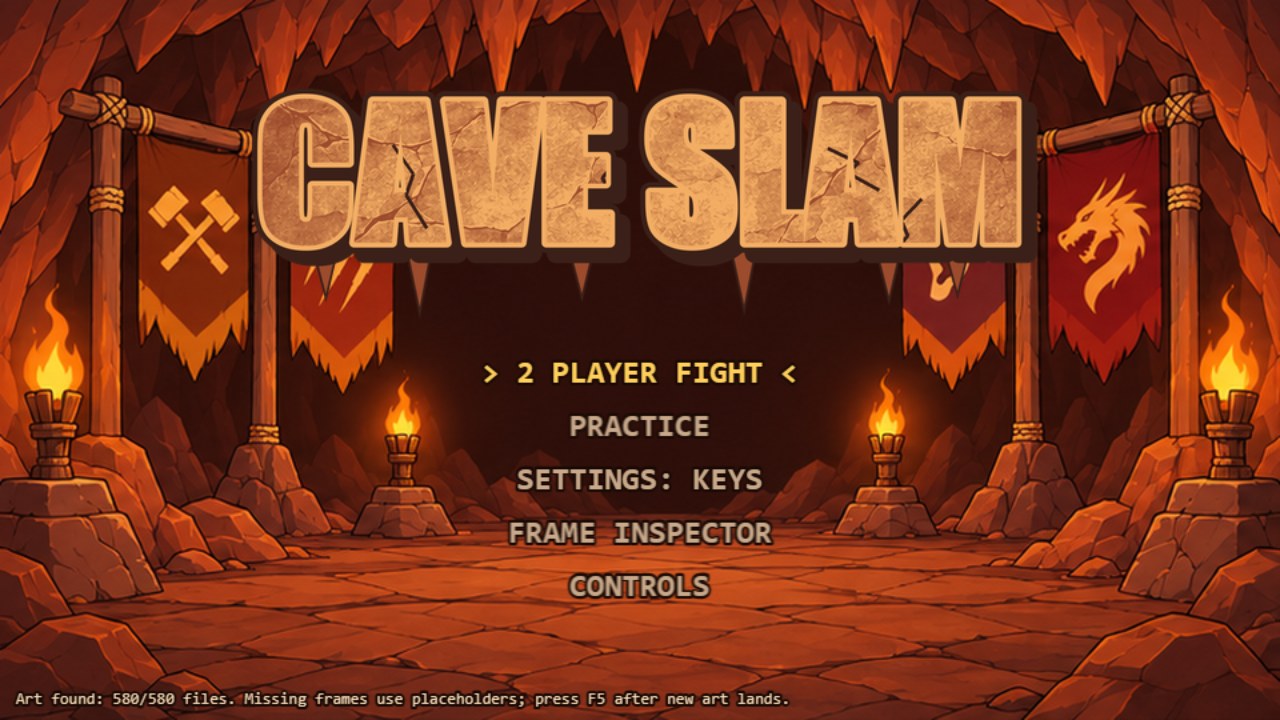 CAVE SLAM
> 2 PLAYER FIGHT <
PRACTICE
SETTINGS: KEYS
FRAME INSPECTOR
CONTROLS
Art found: 580/580 files. Missing frames use placeholders; press F5 after new art lands.